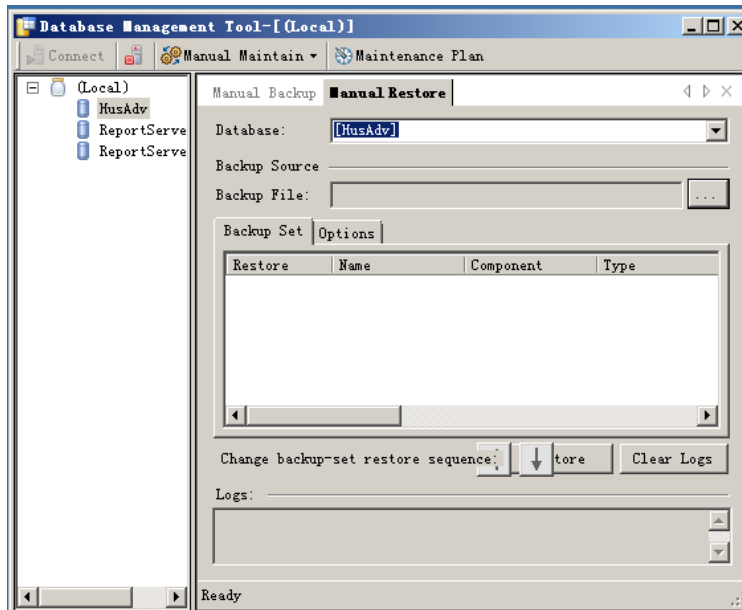 Database Management Tool-[(Local)]
Connect Manual Maintain Maintenance Plan
(Local)
HusAdv
ReportServe
ReportServe
Manual Backup Manual Restore
Database: [HusAdv]
Backup Source
Backup File: ...
Backup Set Options
Restore Name Component Type
Change backup-set restore sequence: tore Clear Logs
Logs:
Ready